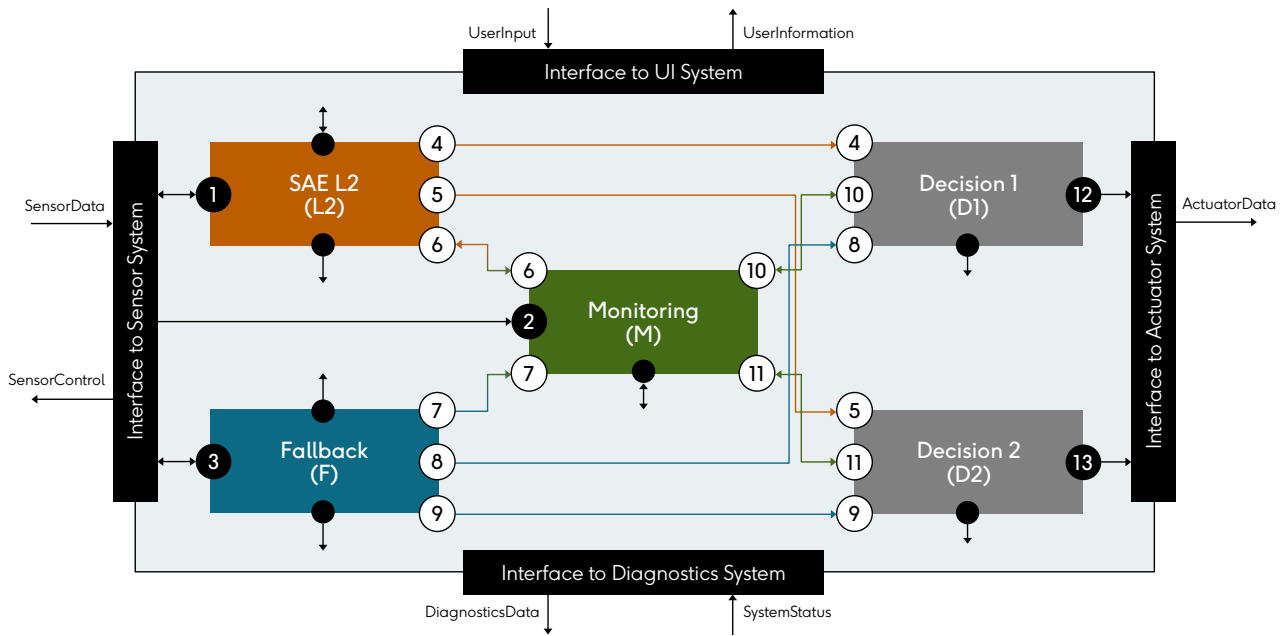 UserInput
UserInformation
Interface to UI System
4
4
SAE L2
(L2)
Decision 1
(D1)
1
5
10
12
SensorData
ActuatorData
6
8
6
10
Interface to Sensor System
Interface to Actuator System
Monitoring
(M)
2
7
11
SensorControl
7
5
Fallback
(F)
Decision 2
(D2)
3
8
11
13
9
9
Interface to Diagnostics System
DiagnosticsData
SystemStatus